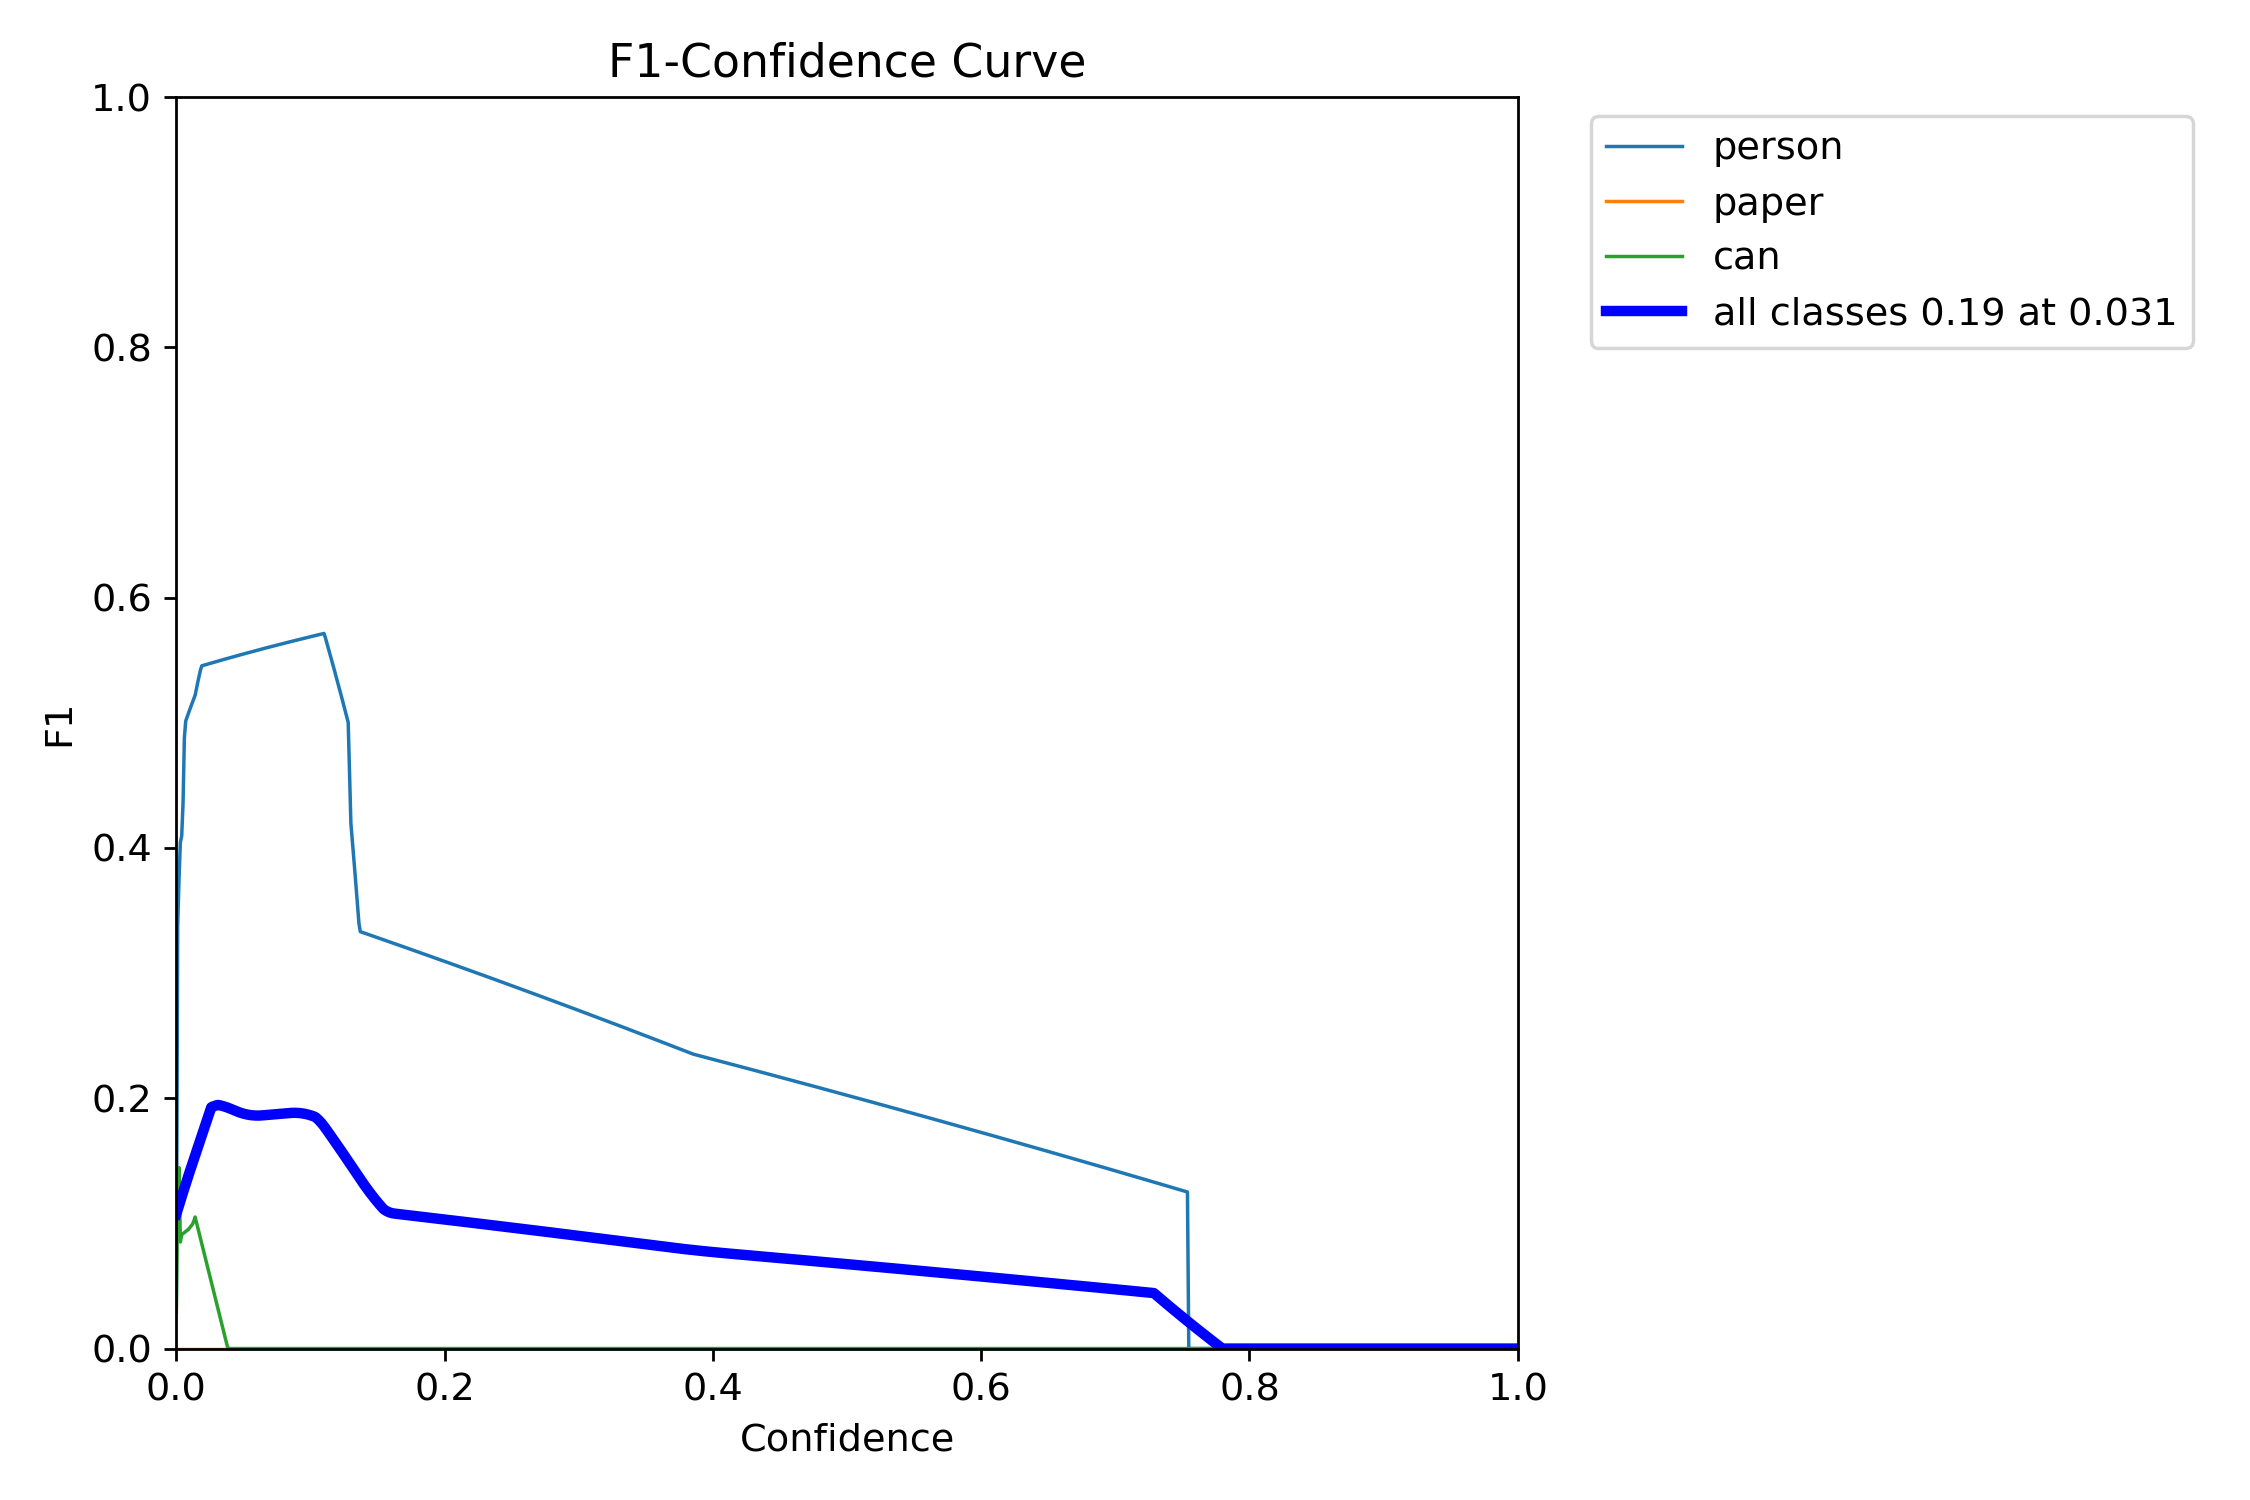 F1-Confidence Curve
1.0
0.8
0.6
0.4
0.2
0.0
F1
0.0 0.2 0.4 0.6 0.8 1.0
Confidence
person
paper
can
all classes 0.19 at 0.031